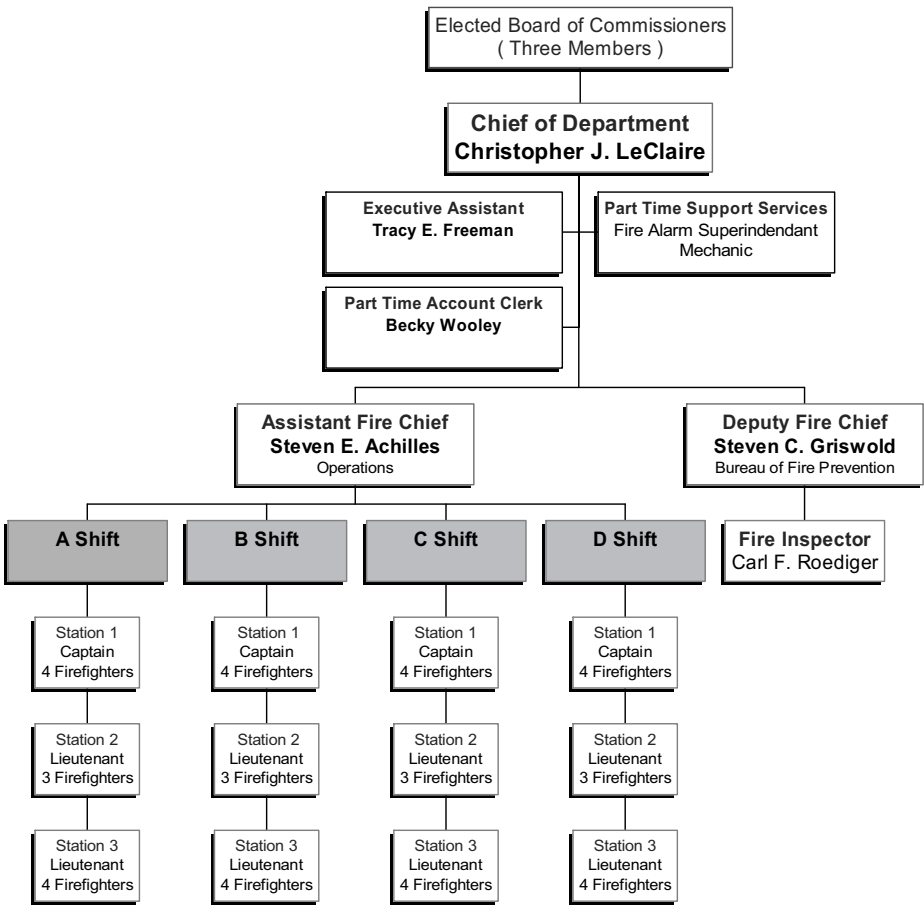 Elected Board of Commissioners
( Three Members )
Chief of Department
Christopher J. LeClaire
Executive Assistant
Tracy E. Freeman
Part Time Support Services
Fire Alarm Superindendant
Mechanic
Part Time Account Clerk
Becky Wooley
Assistant Fire Chief
Steven E. Achilles
Operations
Deputy Fire Chief
Steven C. Griswold
Bureau of Fire Prevention
A Shift
B Shift
C Shift
D Shift
Fire Inspector
Carl F. Roediger
Station 1
Captain
4 Firefighters
Station 1
Captain
4 Firefighters
Station 1
Captain
4 Firefighters
Station 1
Captain
4 Firefighters
Station 2
Lieutenant
3 Firefighters
Station 2
Lieutenant
3 Firefighters
Station 2
Lieutenant
3 Firefighters
Station 2
Lieutenant
3 Firefighters
Station 3
Lieutenant
4 Firefighters
Station 3
Lieutenant
4 Firefighters
Station 3
Lieutenant
4 Firefighters
Station 3
Lieutenant
4 Firefighters